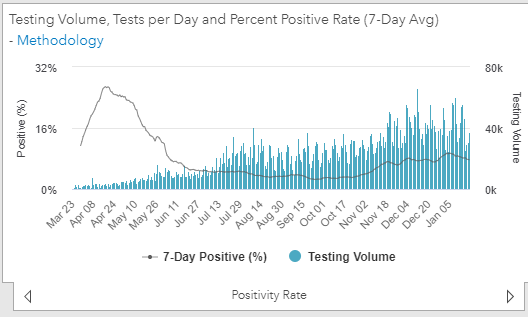 Testing Volume, Tests per Day and Percent Positive Rate (7-Day Avg)
- Methodology
32%
80k
16%
40k
0%
0k
Positive (%)
Testing Volume
Mar 23
Apr 08
Apr 24
May 10
May 26
Jun 11
Jun 27
Jul 13
Jul 29
Aug 14
Aug 30
Sep 15
Oct 01
Oct 17
Nov 02
Nov 18
Dec 04
Dec 20
Jan 05
7-Day Positive (%)
Testing Volume
Positivity Rate